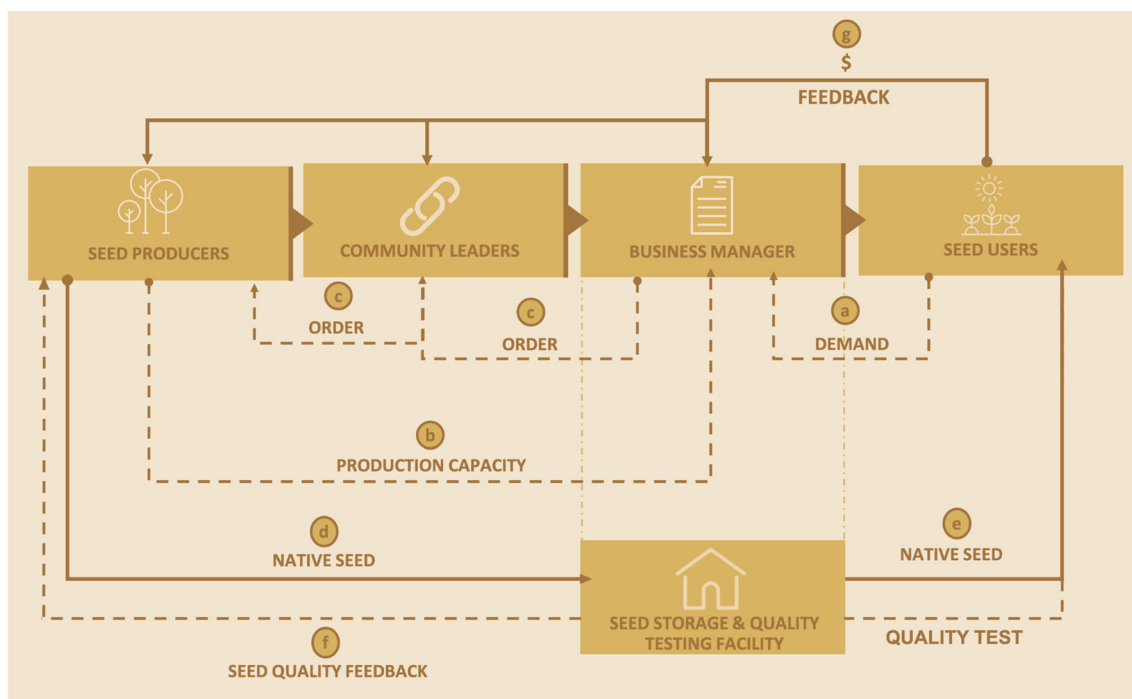 g
$
FEEDBACK
SEED PRODUCERS
COMMUNITY LEADERS
BUSINESS MANAGER
SEED USERS
c
ORDER
c
ORDER
a
DEMAND
b
PRODUCTION CAPACITY
d
NATIVE SEED
e
NATIVE SEED
SEED STORAGE & QUALITY
TESTING FACILITY
QUALITY TEST
f
SEED QUALITY FEEDBACK